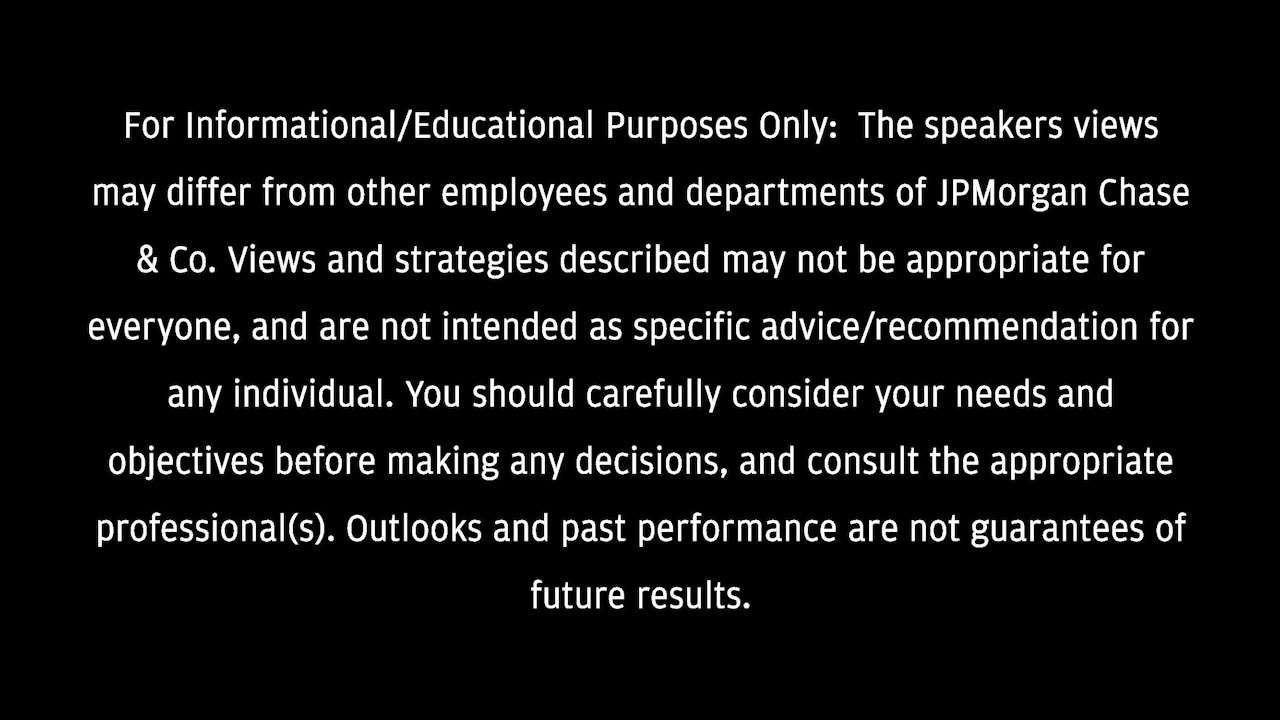 For Informational/Educational Purposes Only:  The speakers views
may differ from other employees and departments of JPMorgan Chase
& Co. Views and strategies described may not be appropriate for
everyone, and are not intended as specific advice/recommendation for
any individual. You should carefully consider your needs and
objectives before making any decisions, and consult the appropriate
professional(s). Outlooks and past performance are not guarantees of
future results.